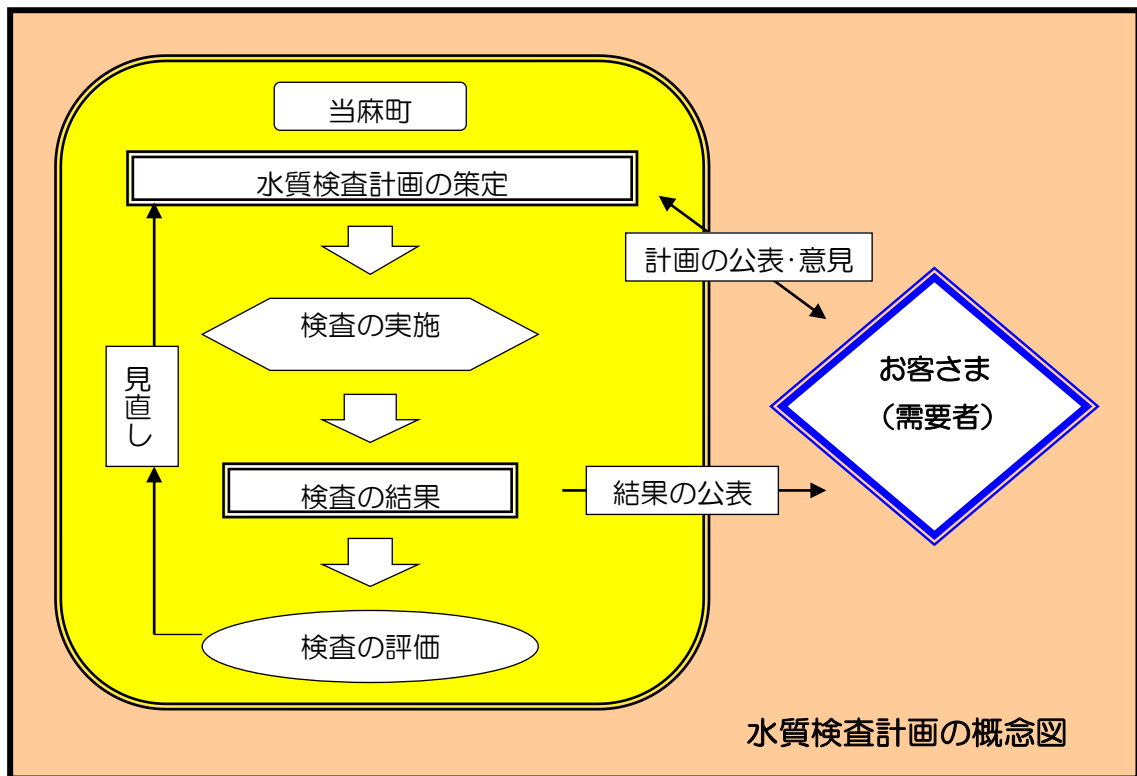 当麻町
水質検査計画の策定
計画の公表・意見
検査の実施
お客さま
（需要者）
見直し
検査の結果
結果の公表
検査の評価
水質検査計画の概念図